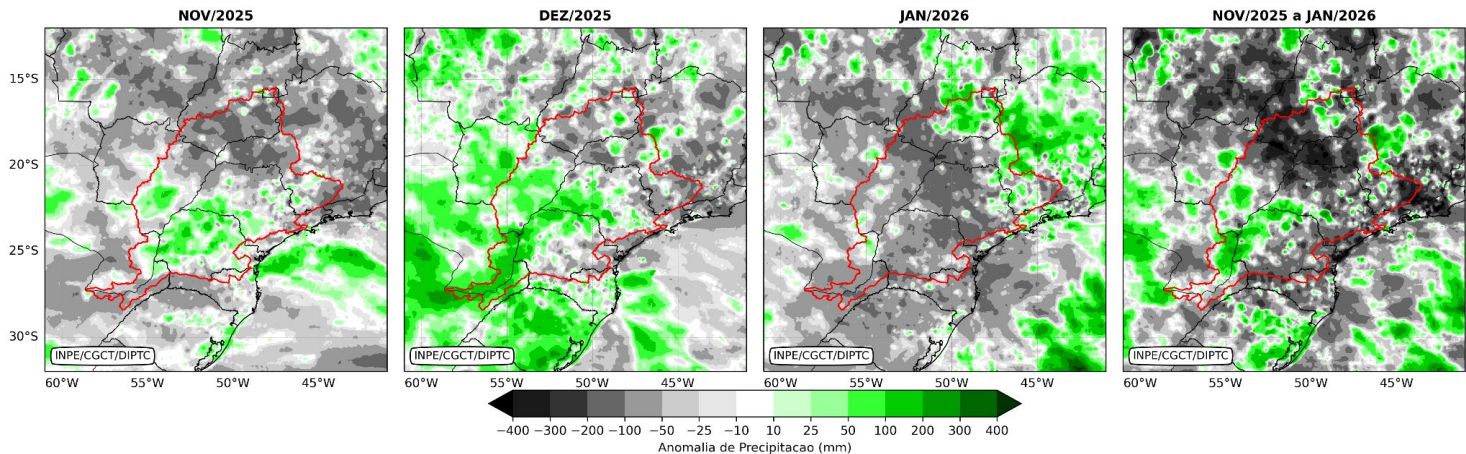 NOV/2025
DEZ/2025
JAN/2026
NOV/2025 a JAN/2026
15°S
20°S
25°S
30°S
INPE/CGCT/DIPTC
INPE/CGCT/DIPTC
INPE/CGCT/DIPTC
INPE/CGCT/DIPTC
60°W 55°W 50°W 45°W
60°W 55°W 50°W 45°W
60°W 55°W 50°W 45°W
60°W 55°W 50°W 45°W
−400 −300 −200 −100 −50 −25 −10 10 25 50 100 200 300 400
Anomalia de Precipitacao (mm)